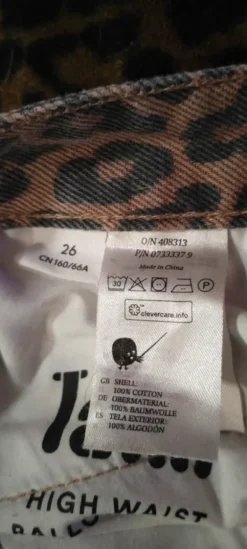 26
CN 160/66A
O/N 408313
P/N 0733337 9
Made in China
30
P
clevercare.info
GB SHELL:
100% COTTON
DE OBERMATERIAL:
100% BAUMWOLLE
ES TELA EXTERIOR:
100% ALGODÓN
HIGH WAIST